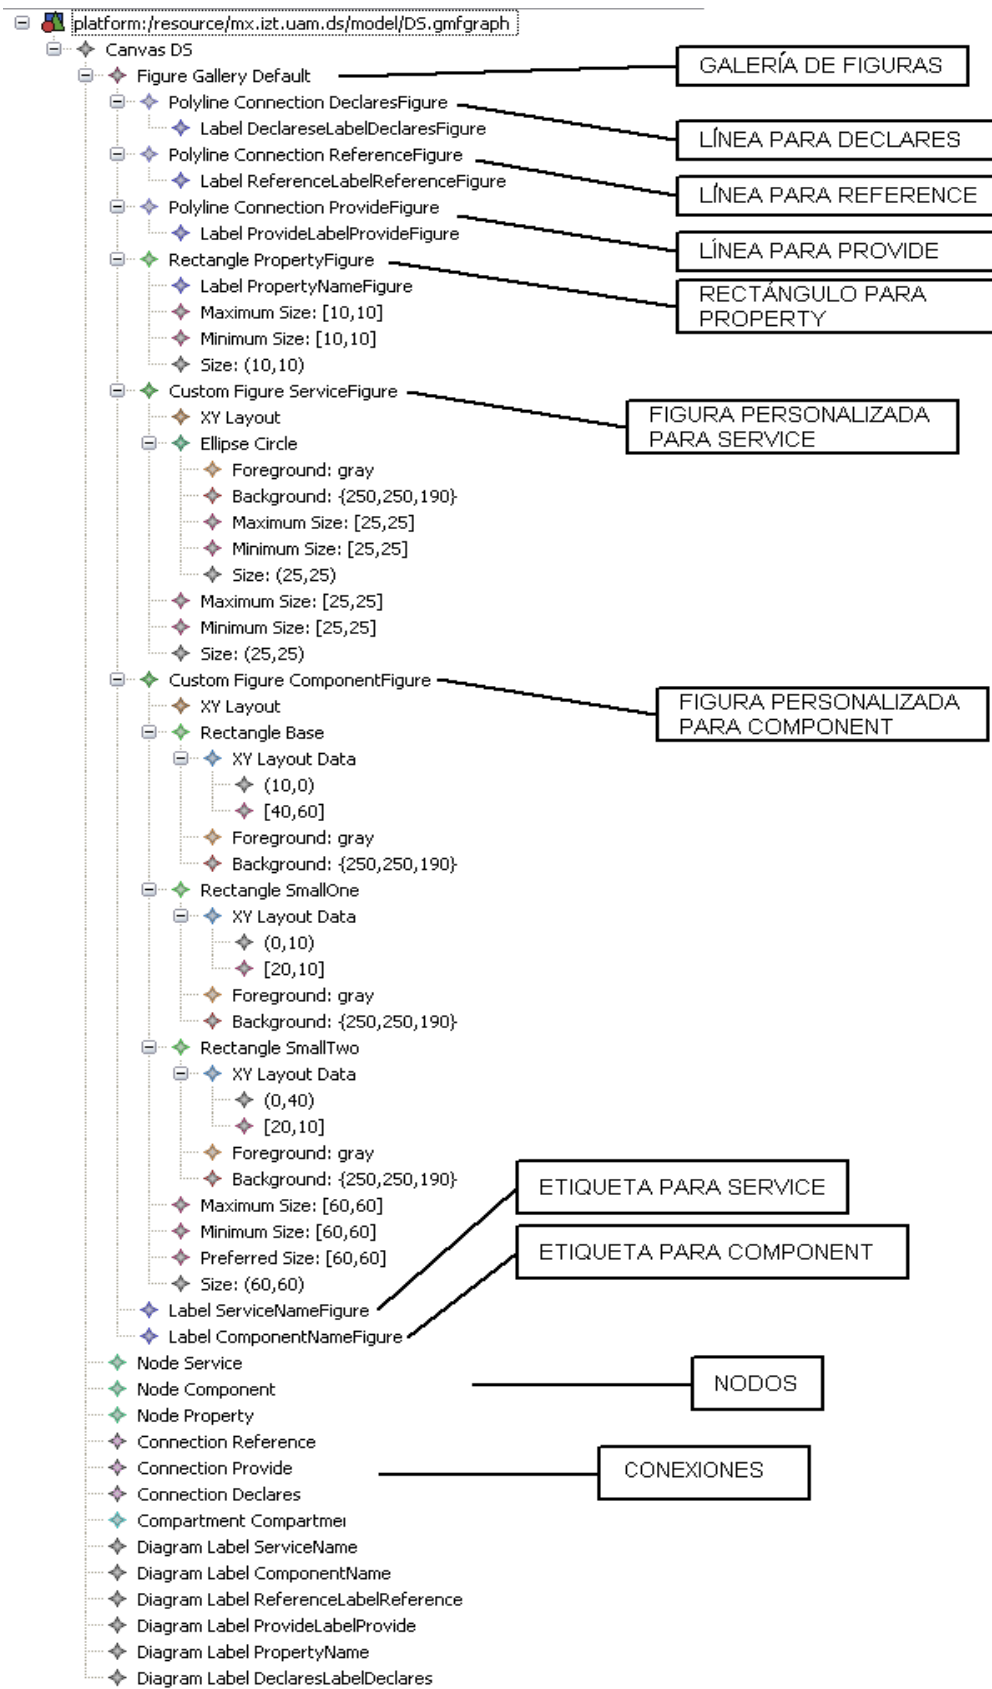 platform:/resource/mx.izt.uam.ds/model/DS.gmfgraph
Canvas DS
Figure Gallery Default
GALERÍA DE FIGURAS
Polyline Connection DeclaresFigure
Label DeclareseLabelDeclaresFigure
LÍNEA PARA DECLARES
Polyline Connection ReferenceFigure
Label ReferenceLabelReferenceFigure
LÍNEA PARA REFERENCE
Polyline Connection ProvideFigure
Label ProvideLabelProvideFigure
LÍNEA PARA PROVIDE
Rectangle PropertyFigure
Label PropertyNameFigure
RECTÁNGULO PARA
PROPERTY
Maximum Size: [10,10]
Minimum Size: [10,10]
Size: (10,10)
Custom Figure ServiceFigure
FIGURA PERSONALIZADA
PARA SERVICE
XY Layout
Ellipse Circle
Foreground: gray
Background: {250,250,190}
Maximum Size: [25,25]
Minimum Size: [25,25]
Size: (25,25)
Maximum Size: [25,25]
Minimum Size: [25,25]
Size: (25,25)
Custom Figure ComponentFigure
FIGURA PERSONALIZADA
PARA COMPONENT
XY Layout
Rectangle Base
XY Layout Data
(10,0)
[40,60]
Foreground: gray
Background: {250,250,190}
Rectangle SmallOne
XY Layout Data
(0,10)
[20,10]
Foreground: gray
Background: {250,250,190}
Rectangle SmallTwo
XY Layout Data
(0,40)
[20,10]
Foreground: gray
Background: {250,250,190}
ETIQUETA PARA SERVICE
Maximum Size: [60,60]
Minimum Size: [60,60]
Preferred Size: [60,60]
ETIQUETA PARA COMPONENT
Size: (60,60)
Label ServiceNameFigure
Label ComponentNameFigure
Node Service
Node Component
NODOS
Node Property
Connection Reference
Connection Provide
CONEXIONES
Connection Declares
Compartment Compartmei
Diagram Label ServiceName
Diagram Label ComponentName
Diagram Label ReferenceLabelReference
Diagram Label ProvideLabelProvide
Diagram Label PropertyName
Diagram Label DeclaresLabelDeclares